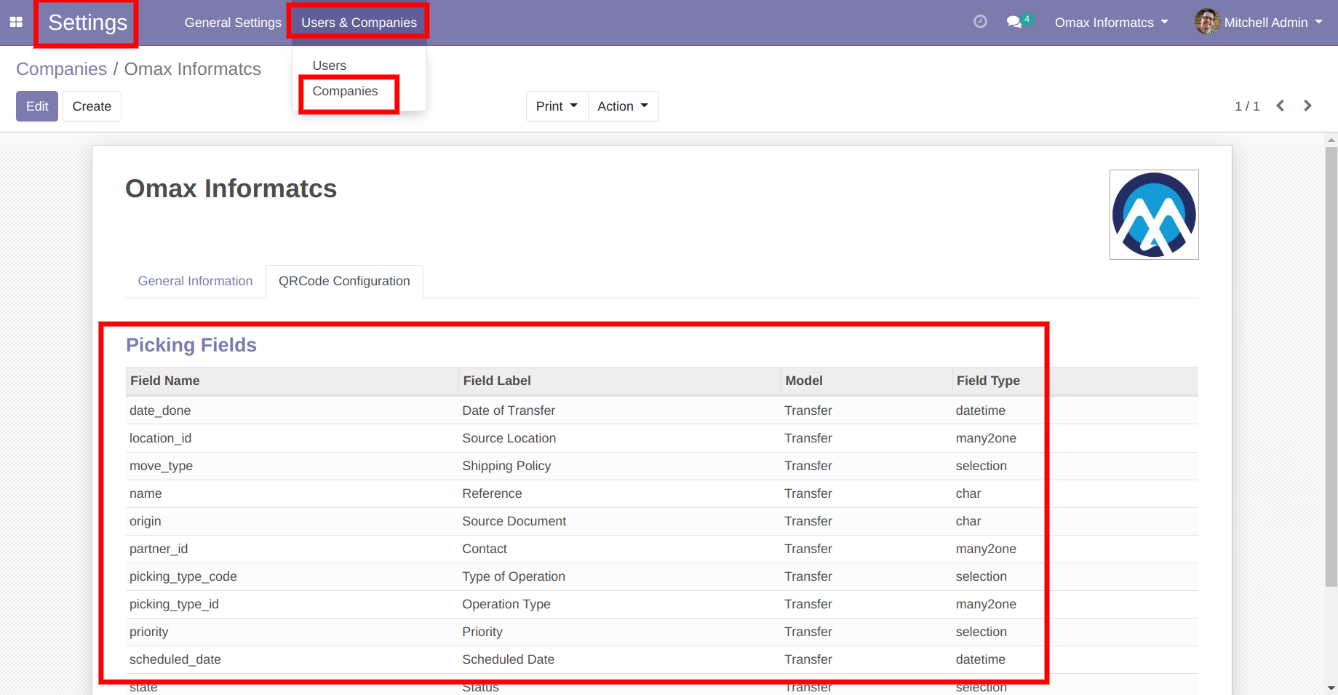 Settings General Settings Users & Companies 4 Omax Informatcs Mitchell Admin
Users
Companies
Companies / Omax Informatcs
Edit Create Print Action 1 / 1
Omax Informatcs
General Information QRCode Configuration
Picking Fields
Field Name Field Label Model Field Type
date_done Date of Transfer Transfer datetime
location_id Source Location Transfer many2one
move_type Shipping Policy Transfer selection
name Reference Transfer char
origin Source Document Transfer char
partner_id Contact Transfer many2one
picking_type_code Type of Operation Transfer selection
picking_type_id Operation Type Transfer many2one
priority Priority Transfer selection
scheduled_date Scheduled Date Transfer datetime
state Status Transfer selection